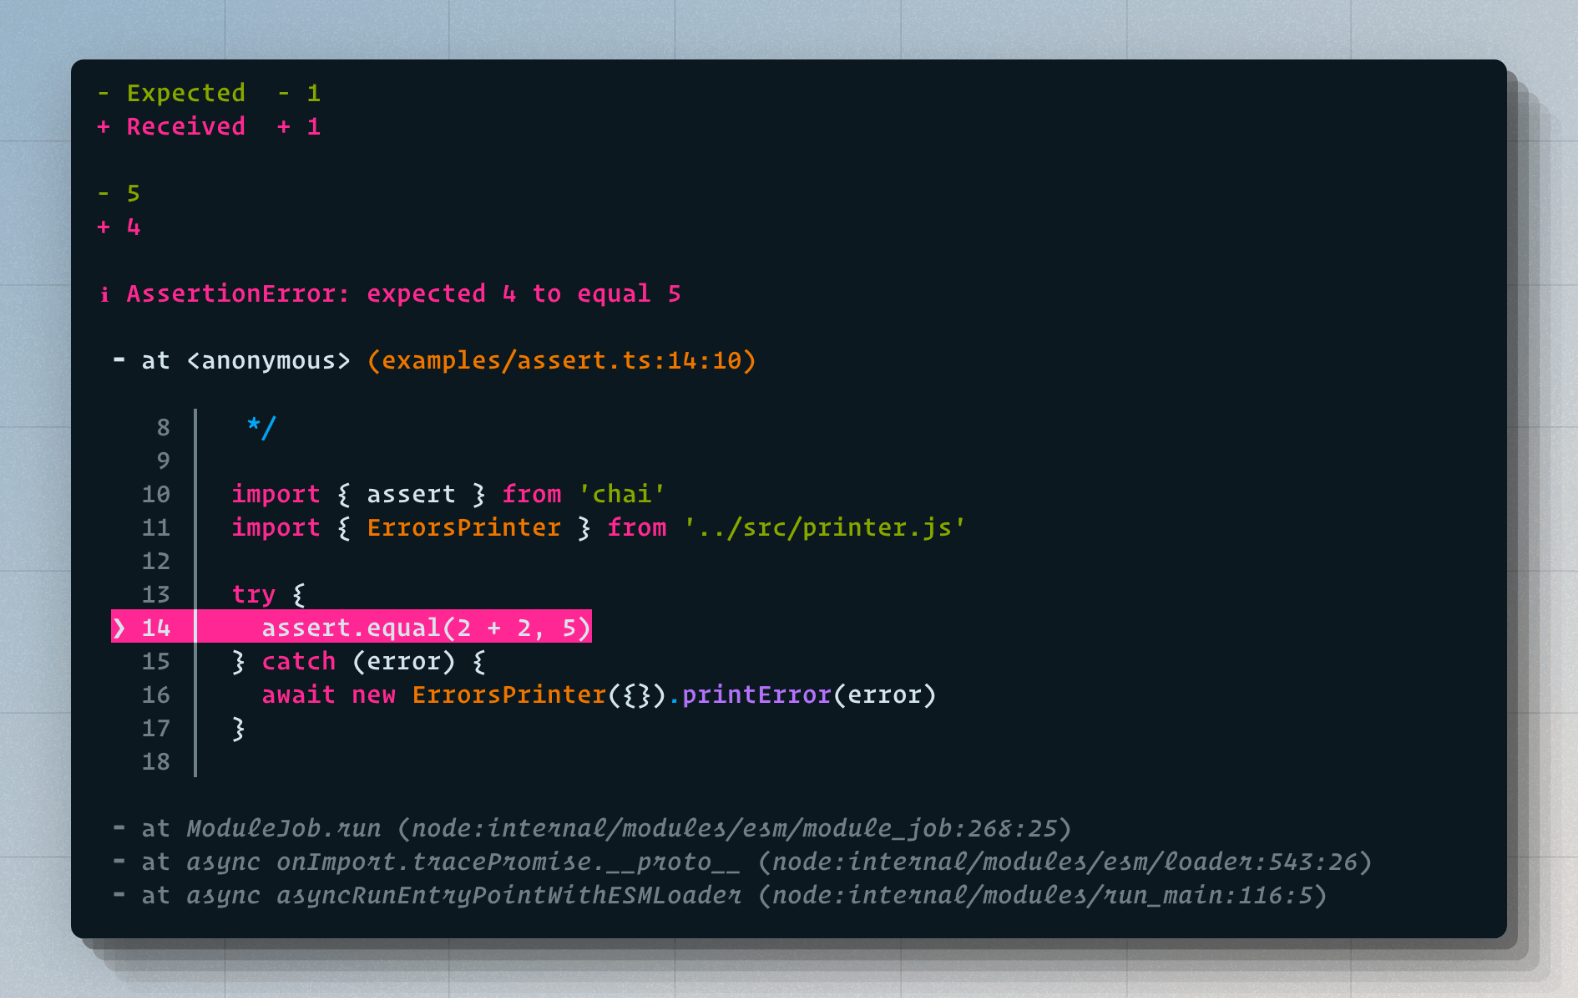 - Expected  - 1
+ Received  + 1
- 5
+ 4
ℹ AssertionError: expected 4 to equal 5
⁃ at <anonymous> (examples/assert.ts:14:10)
8 │    */
9 │
10 │  import { assert } from 'chai'
11 │  import { ErrorsPrinter } from '../src/printer.js'
12 │
13 │  try {
❯ 14 │    assert.equal(2 + 2, 5)
15 │  } catch (error) {
16 │    await new ErrorsPrinter({}).printError(error)
17 │  }
18 │
⁃ at ModuleJob.run (node:internal/modules/esm/module_job:268:25)
⁃ at async onImport.tracePromise.__proto__ (node:internal/modules/esm/loader:543:26)
⁃ at async asyncRunEntryPointWithESMLoader (node:internal/modules/run_main:116:5)